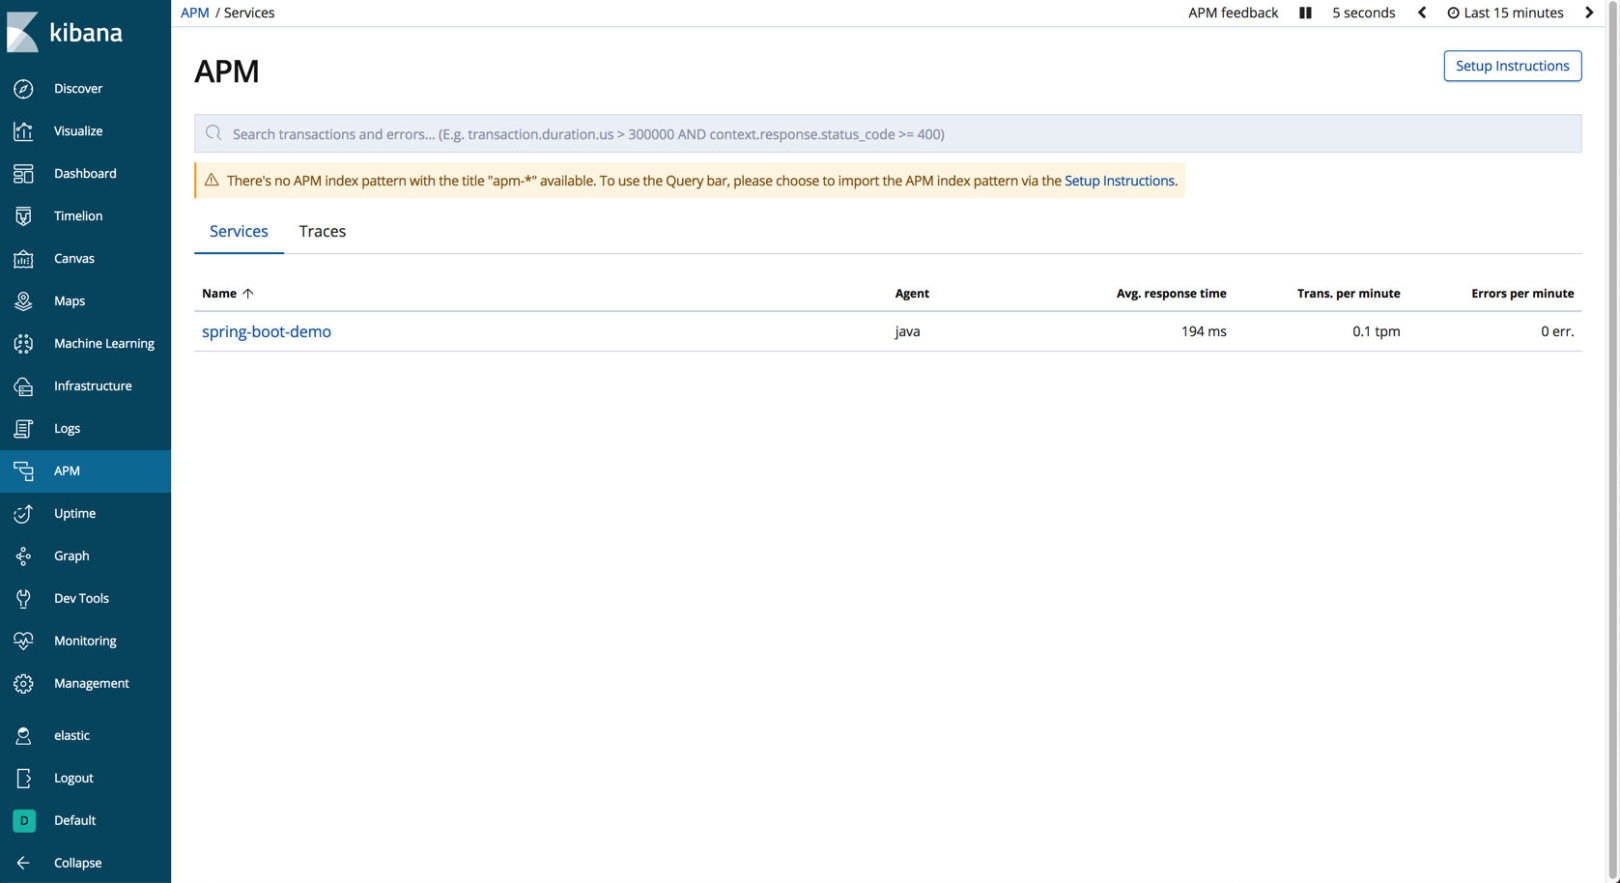 kibana
Discover
Visualize
Dashboard
Timelion
Canvas
Maps
Machine Learning
Infrastructure
Logs
APM
Uptime
Graph
Dev Tools
Monitoring
Management
elastic
Logout
D Default
Collapse
APM / Services
APM feedback 5 seconds Last 15 minutes
APM
Setup Instructions
Search transactions and errors... (E.g. transaction.duration.us > 300000 AND context.response.status_code >= 400)
There's no APM index pattern with the title "apm-*" available. To use the Query bar, please choose to import the APM index pattern via the Setup Instructions.
Services Traces
Name ↑ Agent Avg. response time Trans. per minute Errors per minute
spring-boot-demo java 194 ms 0.1 tpm 0 err.